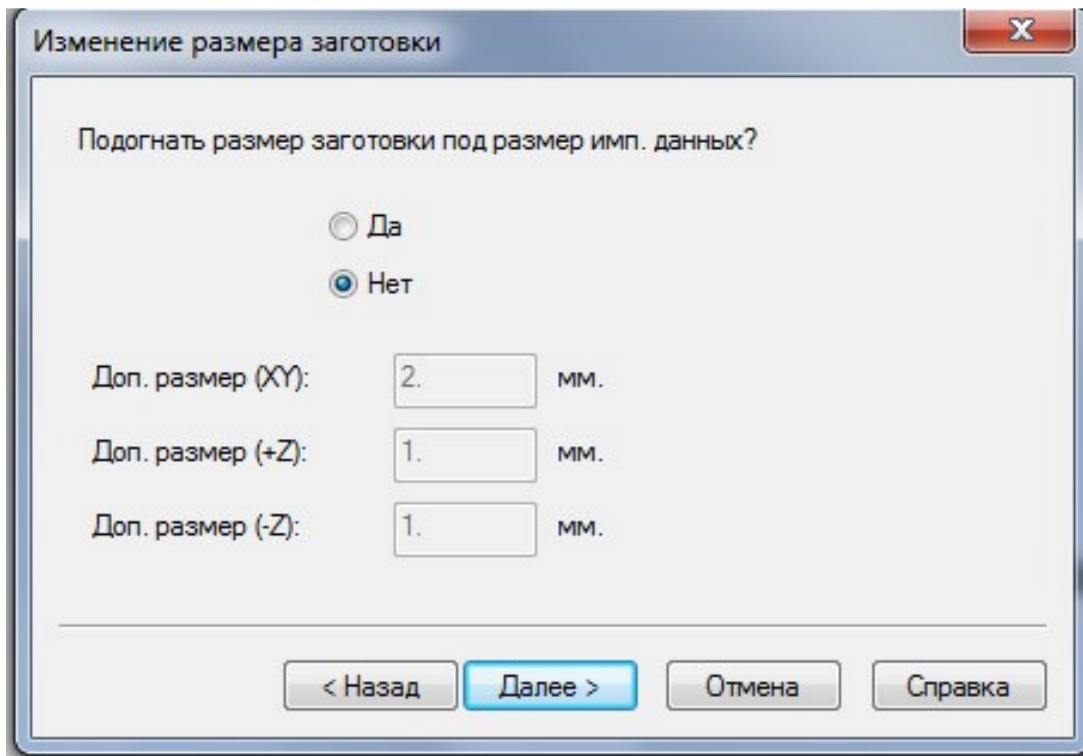 Изменение размера заготовки
X
Подогнать размер заготовки под размер имп. данных?
Да
Нет
Доп. размер (XY): 2. мм.
Доп. размер (+Z): 1. мм.
Доп. размер (-Z): 1. мм.
< Назад Далее > Отмена Справка